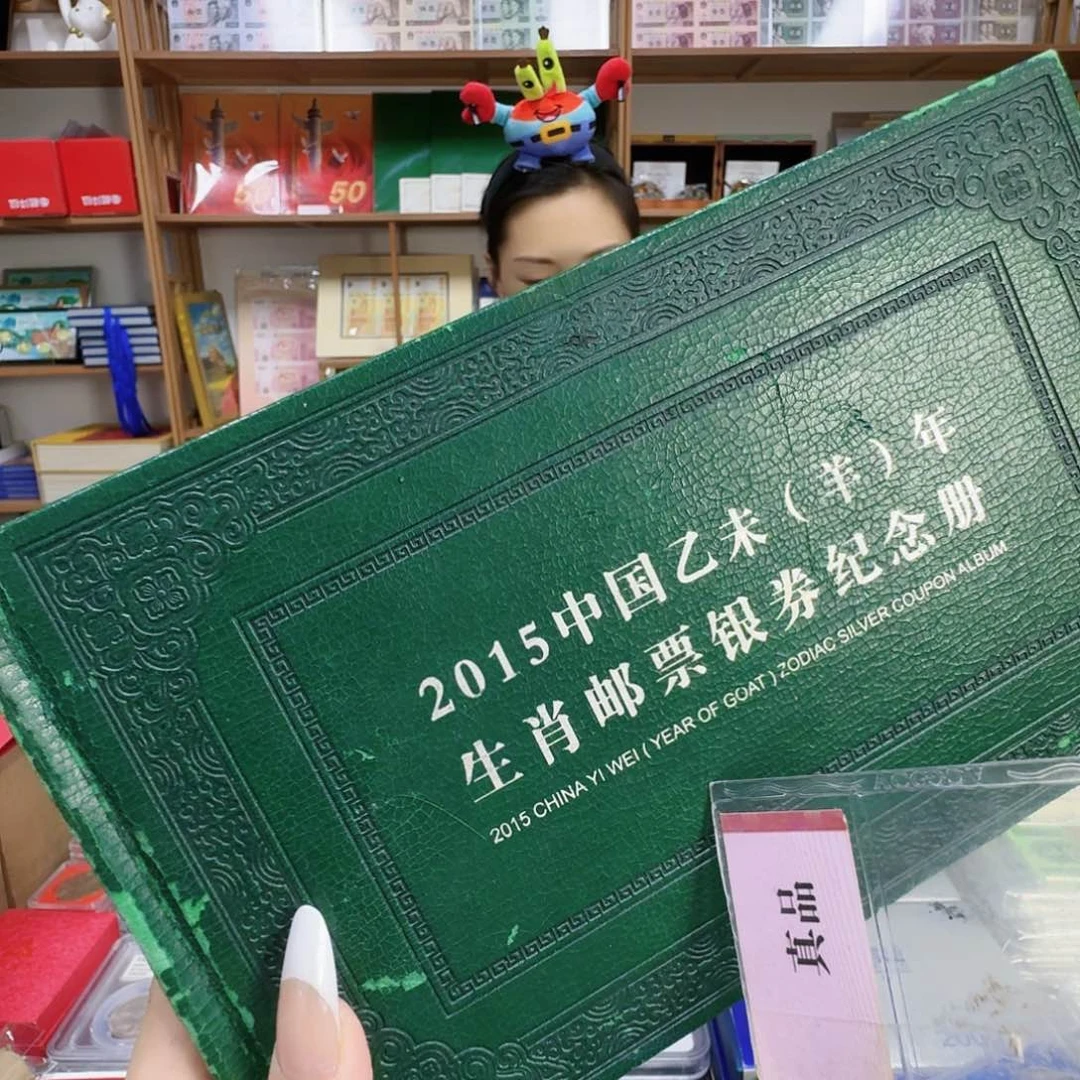 50
2015中国乙未（羊）年
生肖邮票银券纪念册
2015 CHINA YI WEI ( YEAR OF GOAT ) ZODIAC SILVER COUPON ALBUM
真品